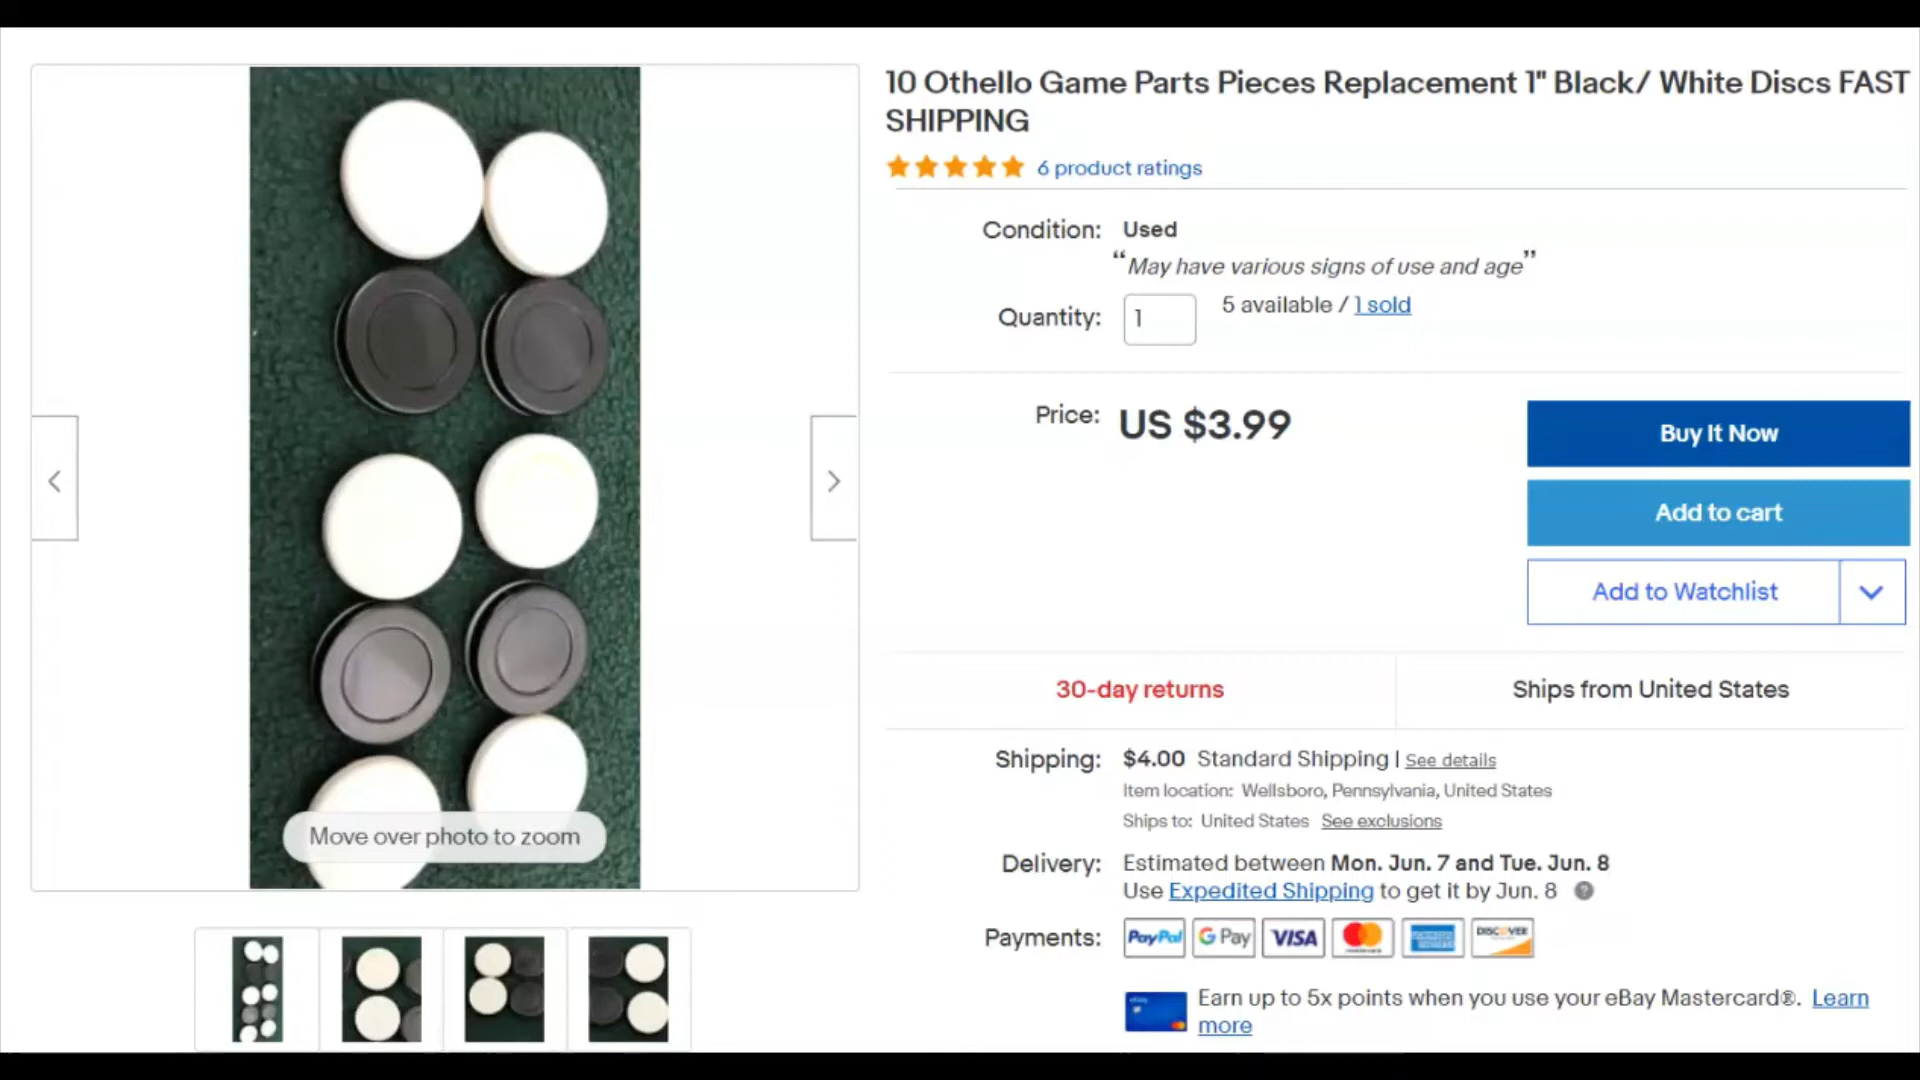 10 Othello Game Parts Pieces Replacement 1" Black/ White Discs FAST
SHIPPING
6 product ratings
Condition: Used
“May have various signs of use and age”
Quantity: 1 5 available / 1 sold
Price: US $3.99
Buy It Now
Add to cart
Add to Watchlist
30-day returns
Ships from United States
Shipping: $4.00 Standard Shipping | See details
Item location: Wellsboro, Pennsylvania, United States
Ships to: United States See exclusions
Delivery: Estimated between Mon. Jun. 7 and Tue. Jun. 8
Use Expedited Shipping to get it by Jun. 8 ?
Payments: PayPal G Pay VISA DISCOVER
Earn up to 5x points when you use your eBay Mastercard®. Learn
more
Move over photo to zoom